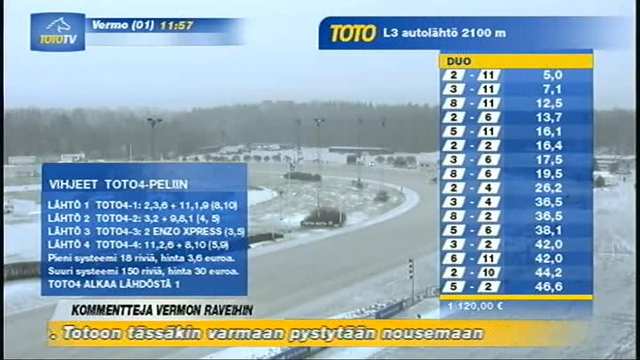 TOTOTV
Vermo (01) 11:57
TOTO L3 autolähtö 2100 m
DUO
2 - 11 5,0
3 - 11 7,1
8 - 11 12,5
2 - 6 13,7
5 - 11 16,1
2 - 2 16,4
3 - 6 17,5
8 - 6 19,5
2 - 4 26,2
3 - 4 36,5
8 - 2 36,5
5 - 6 38,1
3 - 2 42,0
6 - 11 42,0
2 - 10 44,2
5 - 2 46,6
1 120,00 €
VIHJEET TOTO4-PELIIN
LÄHTÖ 1 TOTO4-1: 2,3,6 + 11,1,9 (8,10)
LÄHTÖ 2 TOTO4-2: 3,2 + 9,8,1 (4, 5)
LÄHTÖ 3 TOTO4-3: 2 ENZO XPRESS (3,5)
LÄHTÖ 4 TOTO4-4: 11,2,6 + 8,10 (5,9)
Pieni systeemi 18 riviä, hinta 3,6 euroa.
Suuri systeemi 150 riviä, hinta 30 euroa.
TOTO4 ALKAA LÄHDÖSTÄ 1
KOMMENTTEJA VERMON RAVEIHIN
. Totoon tässäkin varmaan pystytään nousemaan